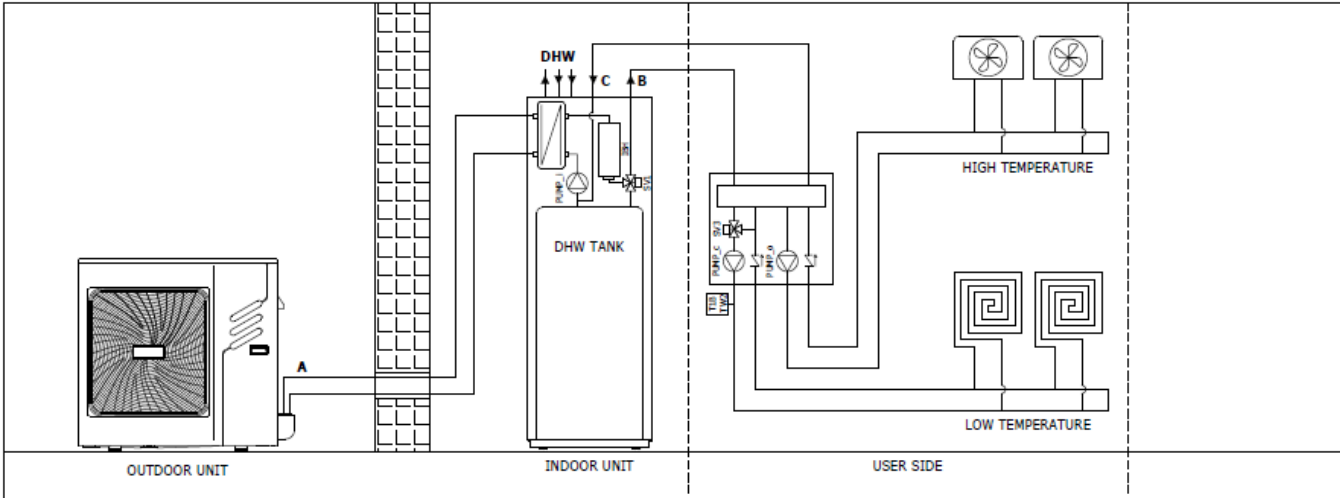 DHW
C
B
HIGH TEMPERATURE
IBH
PUMP_i
SV1
DHW TANK
SV3
PUMP_C
PUMP_O
T1B
TW2
A
LOW TEMPERATURE
OUTDOOR UNIT
INDOOR UNIT
USER SIDE